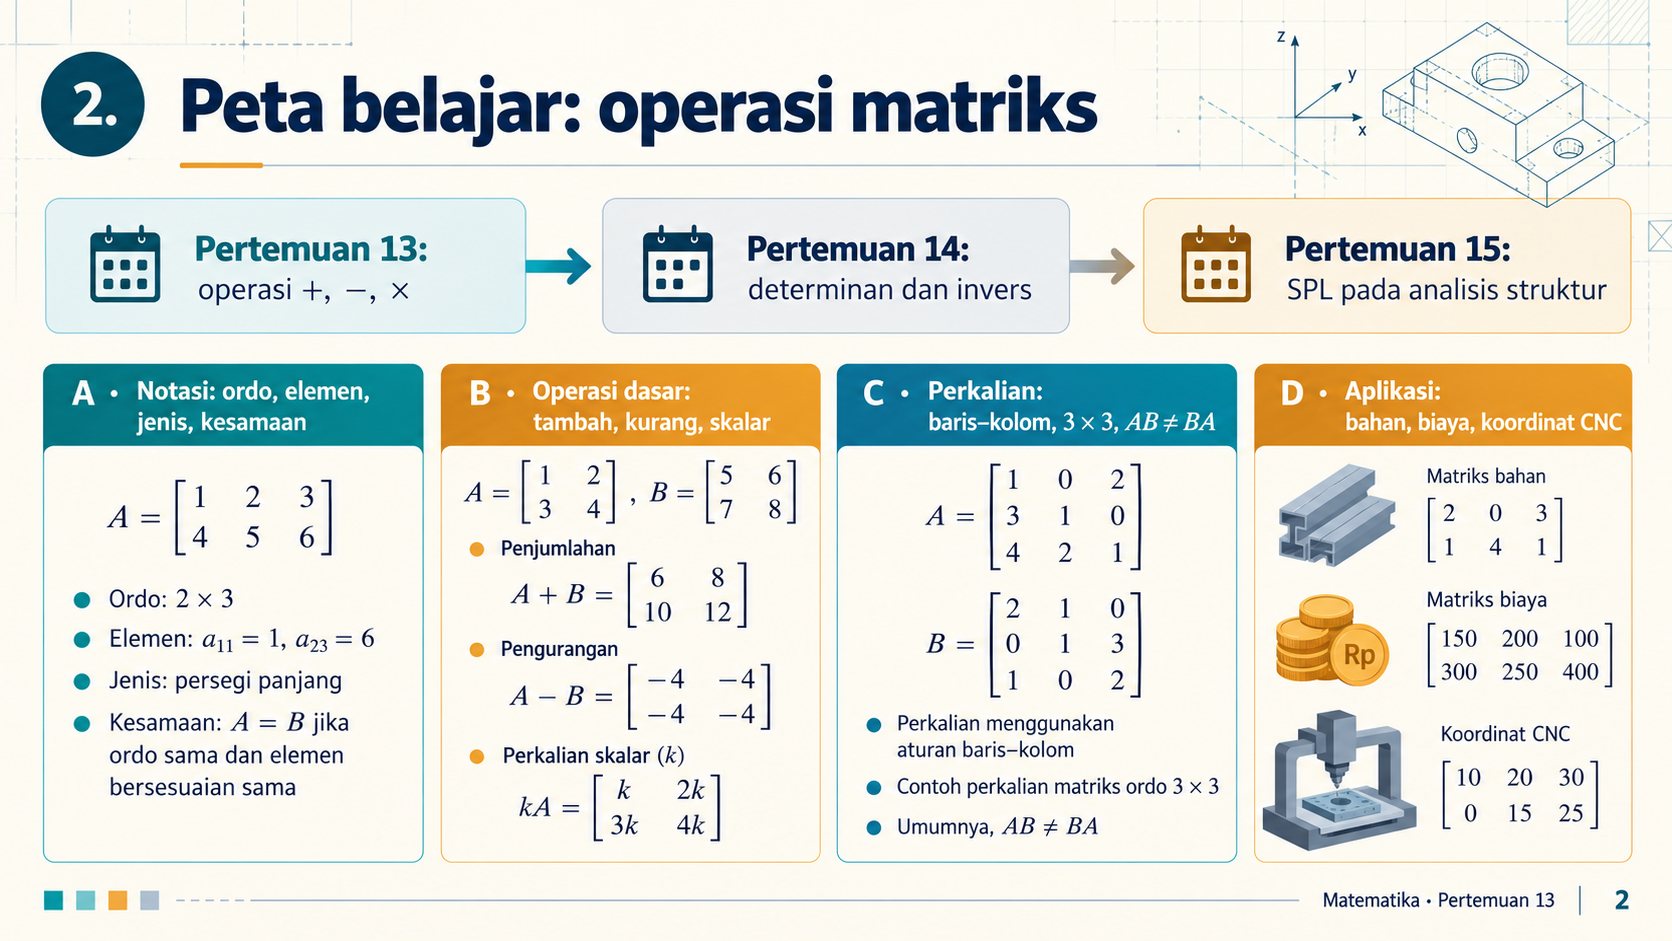 2. Peta belajar: operasi matriks
z
y
x
Pertemuan 13:
operasi +, −, ×
Pertemuan 14:
determinan dan invers
Pertemuan 15:
SPL pada analisis struktur
A • Notasi: ordo, elemen,
jenis, kesamaan
A = [1 2 3
4 5 6]
Ordo: 2 × 3
Elemen: a₁₁ = 1, a₂₃ = 6
Jenis: persegi panjang
Kesamaan: A = B jika
ordo sama dan elemen
bersesuaian sama
B • Operasi dasar:
tambah, kurang, skalar
A = [1 2
3 4] , B = [5 6
7 8]
Penjumlahan
A + B = [6 8
10 12]
Pengurangan
A − B = [−4 −4
−4 −4]
Perkalian skalar (k)
kA = [k 2k
3k 4k]
C • Perkalian:
baris–kolom, 3 × 3, AB ≠ BA
A = [1 0 2
3 1 0
4 2 1]
B = [2 1 0
0 1 3
1 0 2]
Perkalian menggunakan
aturan baris–kolom
Contoh perkalian matriks ordo 3 × 3
Umumnya, AB ≠ BA
D • Aplikasi:
bahan, biaya, koordinat CNC
Matriks bahan
[2 0 3
1 4 1]
Rp
Matriks biaya
[150 200 100
300 250 400]
Koordinat CNC
[10 20 30
0 15 25]
Matematika • Pertemuan 13 | 2